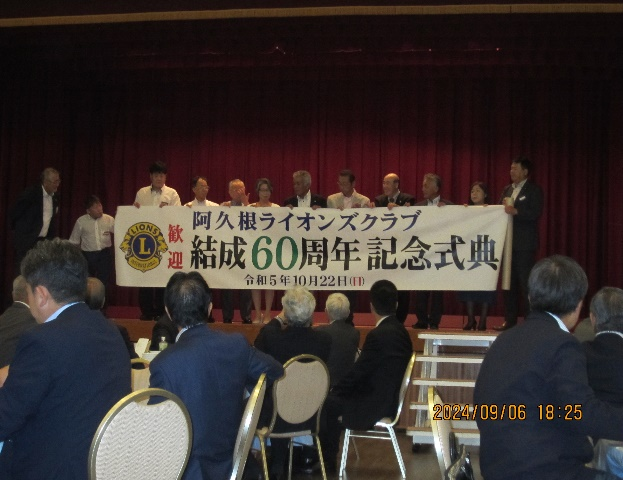 阿久根ライオンズクラブ
歓迎
結成60周年記念式典
令和5年10月22日(日)
LIONS
L
2024/09/06 18:25